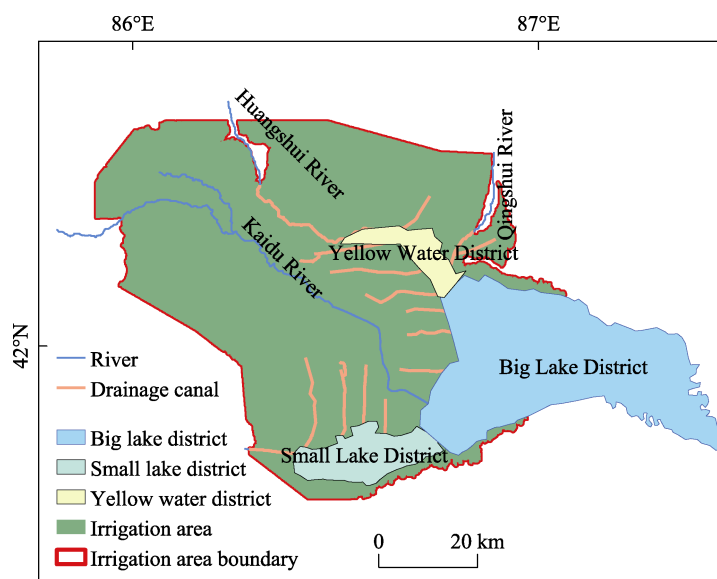 86°E
87°E
Huangshui River
Qingshui River
Kaidu River
Yellow Water District
42°N
Big Lake District
Small Lake District
River
Drainage canal
Big lake district
Small lake district
Yellow water district
Irrigation area
Irrigation area boundary
0 20 km